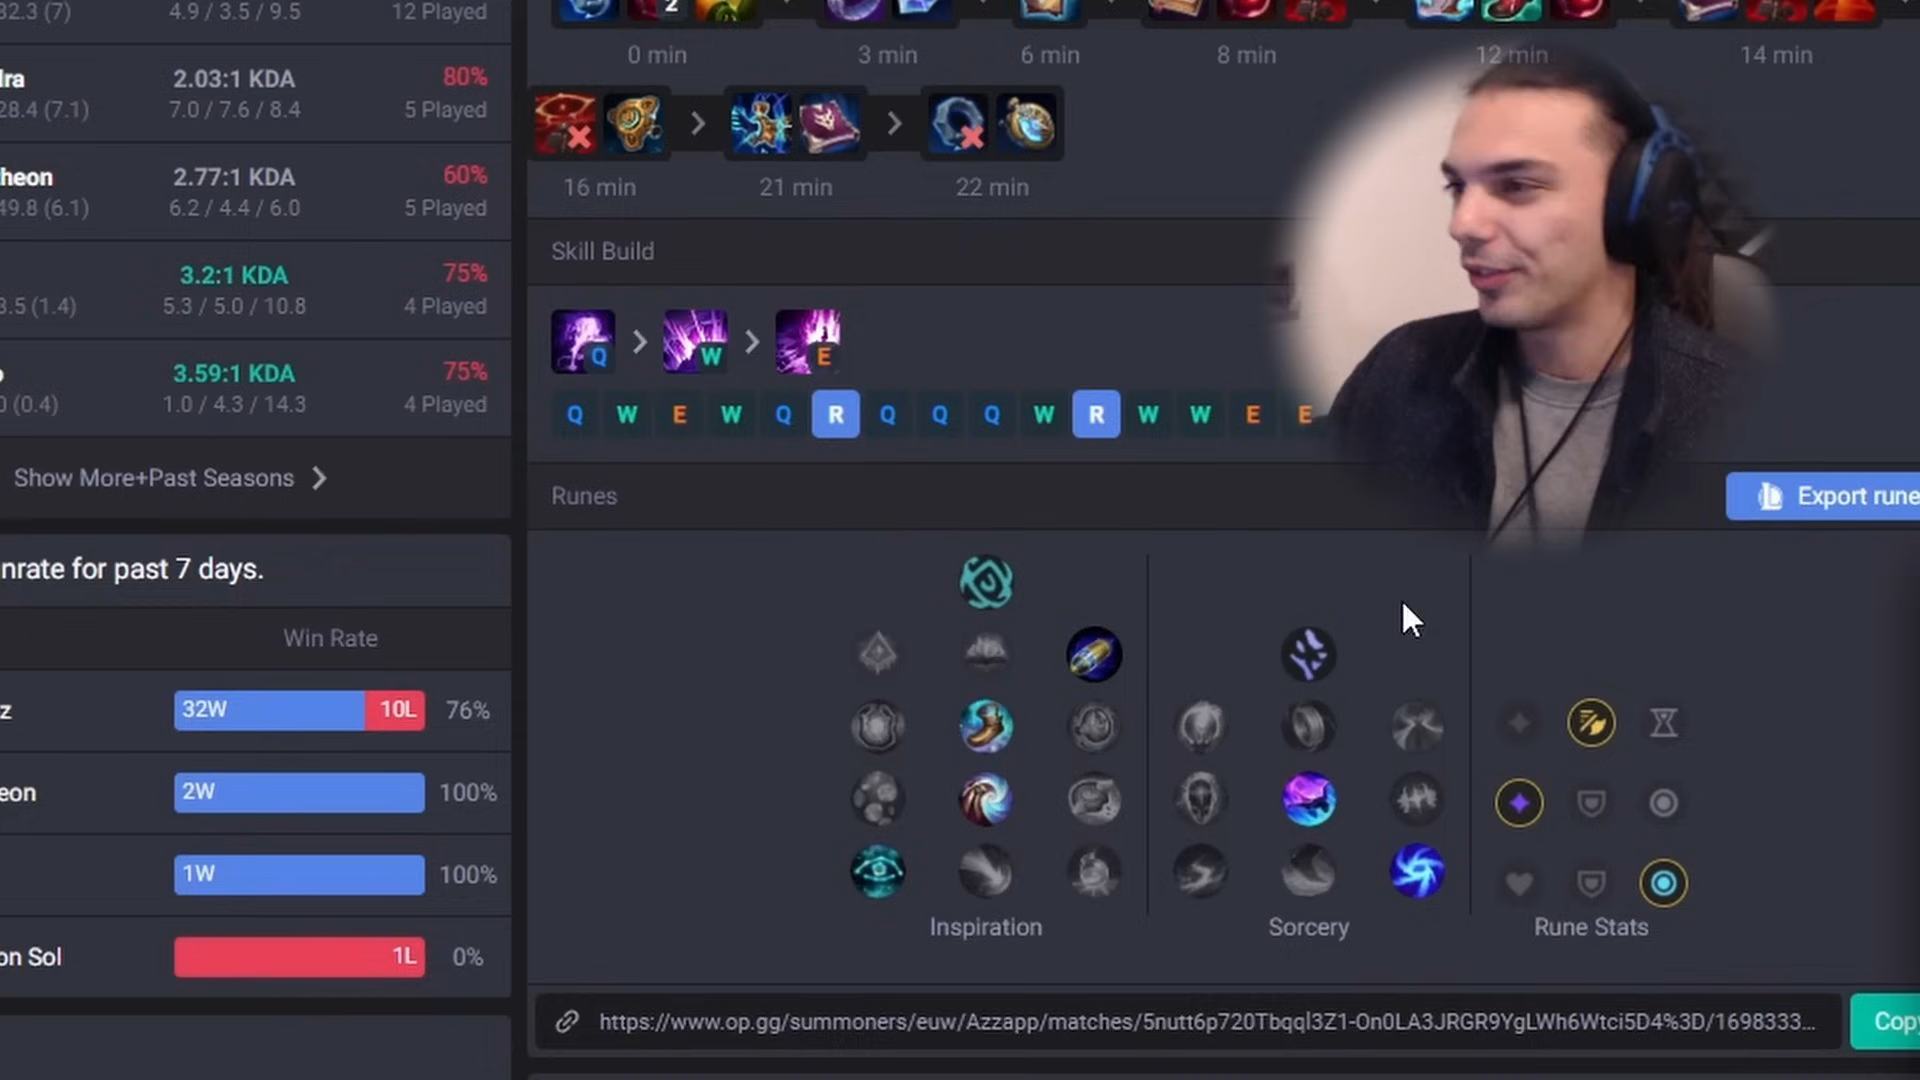 32.3 (7)
4.9 / 3.5 / 9.5
12 Played
dra
2.03:1 KDA
80%
28.4 (7.1)
7.0 / 7.6 / 8.4
5 Played
heon
2.77:1 KDA
60%
49.8 (6.1)
6.2 / 4.4 / 6.0
5 Played
3.2:1 KDA
75%
3.5 (1.4)
5.3 / 5.0 / 10.8
4 Played
3.59:1 KDA
75%
0 (0.4)
1.0 / 4.3 / 14.3
4 Played
Show More+Past Seasons
nrate for past 7 days.
Win Rate
z
32W
10L
76%
eon
2W
100%
1W
100%
on Sol
1L
0%
2
0 min
3 min
6 min
8 min
12 min
14 min
16 min
21 min
22 min
Skill Build
Q
W
E
Q W E W Q R Q Q Q W R W W E E
Runes
Export rune
Inspiration
Sorcery
Rune Stats
https://www.op.gg/summoners/euw/Azzapp/matches/5nutt6p720Tbqql3Z1-On0LA3JRGR9YgLWh6Wtci5D4%3D/1698333...
Copy